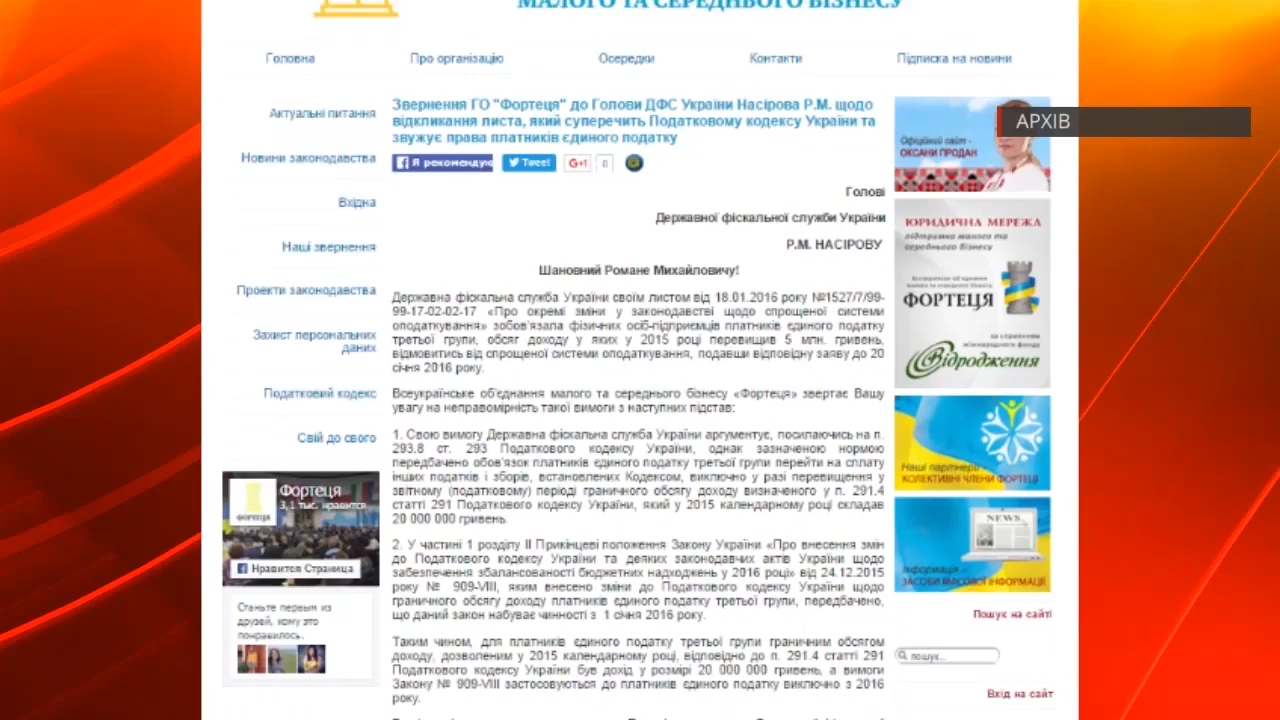 МАЛОГО ТА СЕРЕДНЬОГО БІЗНЕСУ
Головна
Про організацію
Осередки
Контакти
Підписка на новини
АРХІВ
Актуальні питання
Новини законодавства
Вхідна
Наші звернення
Проекти законодавства
Захист персональних
даних
Податковий кодекс
Свій до свого
Фортеця
3,1 тыс. нравится
ФОРТЕЦЯ
Нравится Страница
Станьте первым из
друзей, кому это
понравилось.
Звернення ГО "Фортеця" до Голови ДФС України Насірова Р.М. щодо
відкликання листа, який суперечить Податковому кодексу України та
звужує права платників єдиного податку
Я рекомендую
Tweet
G+1
0
Голові
Державної фіскальної служби України
Р.М. НАСІРОВУ
Шановний Романе Михайловичу!
Державна фіскальна служба України своїм листом від 18.01.2016 року №1527/7/99-
99-17-02-02-17 «Про окремі зміни у законодавстві щодо спрощеної системи
оподаткування» зобов'язала фізичних осіб-підприємців платників єдиного податку
третьої групи, обсяг доходу у яких у 2015 році перевищив 5 млн. гривень,
відмовитись від спрощеної системи оподаткування, подавши відповідну заяву до 20
січня 2016 року.
Всеукраїнське об'єднання малого та середнього бізнесу «Фортеця» звертає Вашу
увагу на неправомірність такої вимоги з наступних підстав:
1. Свою вимогу Державна фіскальна служба України аргументує, посилаючись на п.
293.8 ст. 293 Податкового кодексу України, однак зазначеною нормою
передбачено обов'язок платників єдиного податку третьої групи перейти на сплату
інших податків і зборів, встановлених Кодексом, виключно у разі перевищення у
звітному (податковому) періоді граничного обсягу доходу визначеного у п. 291.4
статті 291 Податкового кодексу України, який у 2015 календарному році складав
20 000 000 гривень.
2. У частині 1 розділу ІІ Прикінцеві положення Закону України «Про внесення змін
до Податкового кодексу України та деяких законодавчих актів України щодо
забезпечення збалансованості бюджетних надходжень у 2016 році» від 24.12.2015
року № 909-VIII, яким внесено зміни до Податкового кодексу України щодо
граничного обсягу доходу платників єдиного податку третьої групи, передбачено,
що даний закон набуває чинності з 1 січня 2016 року.
Таким чином, для платників єдиного податку третьої групи граничним обсягом
доходу, дозволеним у 2015 календарному році, відповідно до п. 291.4 статті 291
Податкового кодексу України був дохід у розмірі 20 000 000 гривень, а вимоги
Закону № 909-VIII застосовуються до платників єдиного податку виключно з 2016
року.
Офіційний сайт -
ОКСАНИ ПРОДАН
ЮРИДИЧНА МЕРЕЖА
підтримки малого та
середнього бізнесу
ФОРТЕЦЯ
за сприянням
міжнародного фонду
Відродження
Наші партнери -
КОЛЕКТИВНІ ЧЛЕНИ ФОРТЕЦІ
NEWS
Інформація -
ЗАСОБИ МАСОВОЇ ІНФОРМАЦІЇ
Пошук на сайті
пошук...
Вхід на сайт